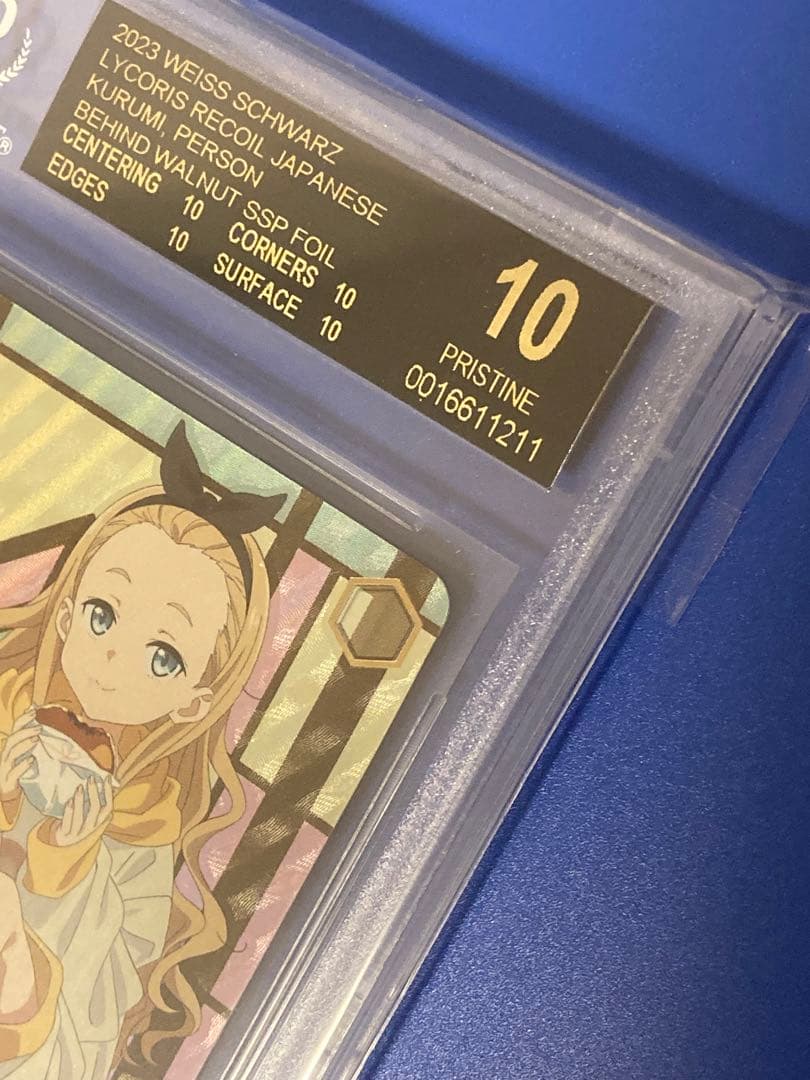 2023 WEISS SCHWARZ
LYCORIS RECOIL JAPANESE
KURUMI, PERSON
BEHIND WALNUT SSP FOIL
CENTERING 10 CORNERS 10
EDGES 10 SURFACE 10
10
PRISTINE
0016611211